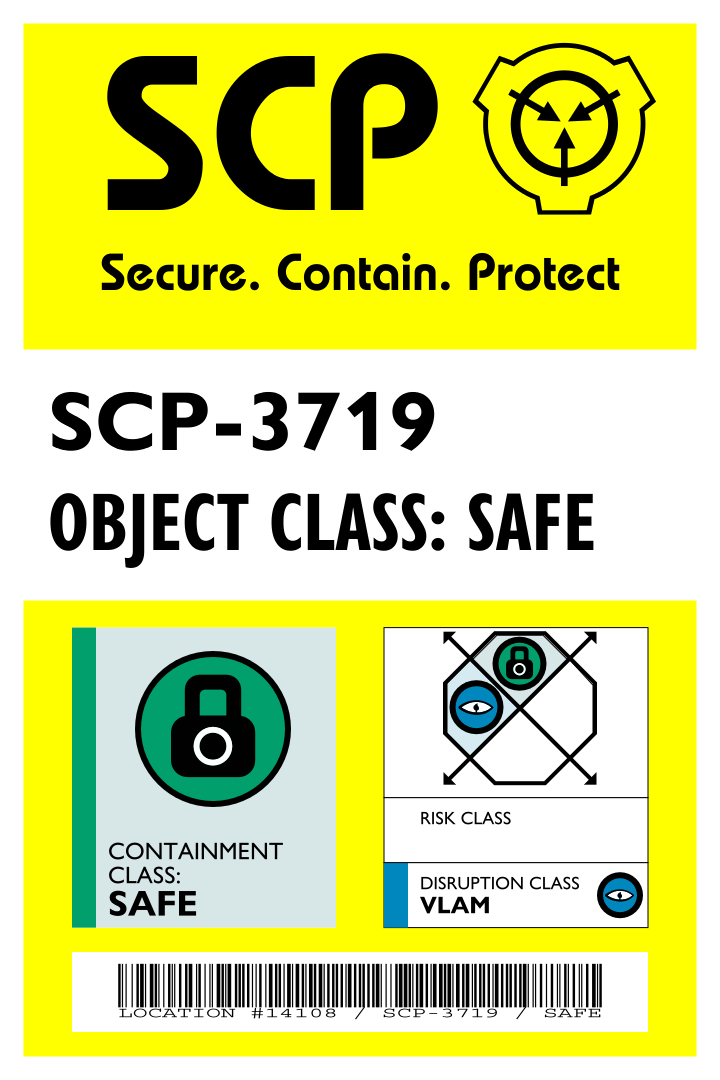 SCP
Secure. Contain. Protect
SCP-3719
OBJECT CLASS: SAFE
CONTAINMENT
CLASS:
SAFE
RISK CLASS
DISRUPTION CLASS
VLAM
LOCATION #14108 / SCP-3719 / SAFE